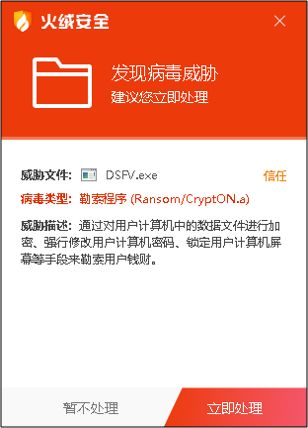 火绒安全
发现病毒威胁
建议您立即处理
威胁文件: DSFV.exe 信任
病毒类型: 勒索程序 (Ransom/CryptON.a)
威胁描述: 通过对用户计算机中的数据文件进行加
密、强行修改用户计算机密码、锁定用户计算机屏
幕等手段来勒索用户钱财。
暂不处理 立即处理